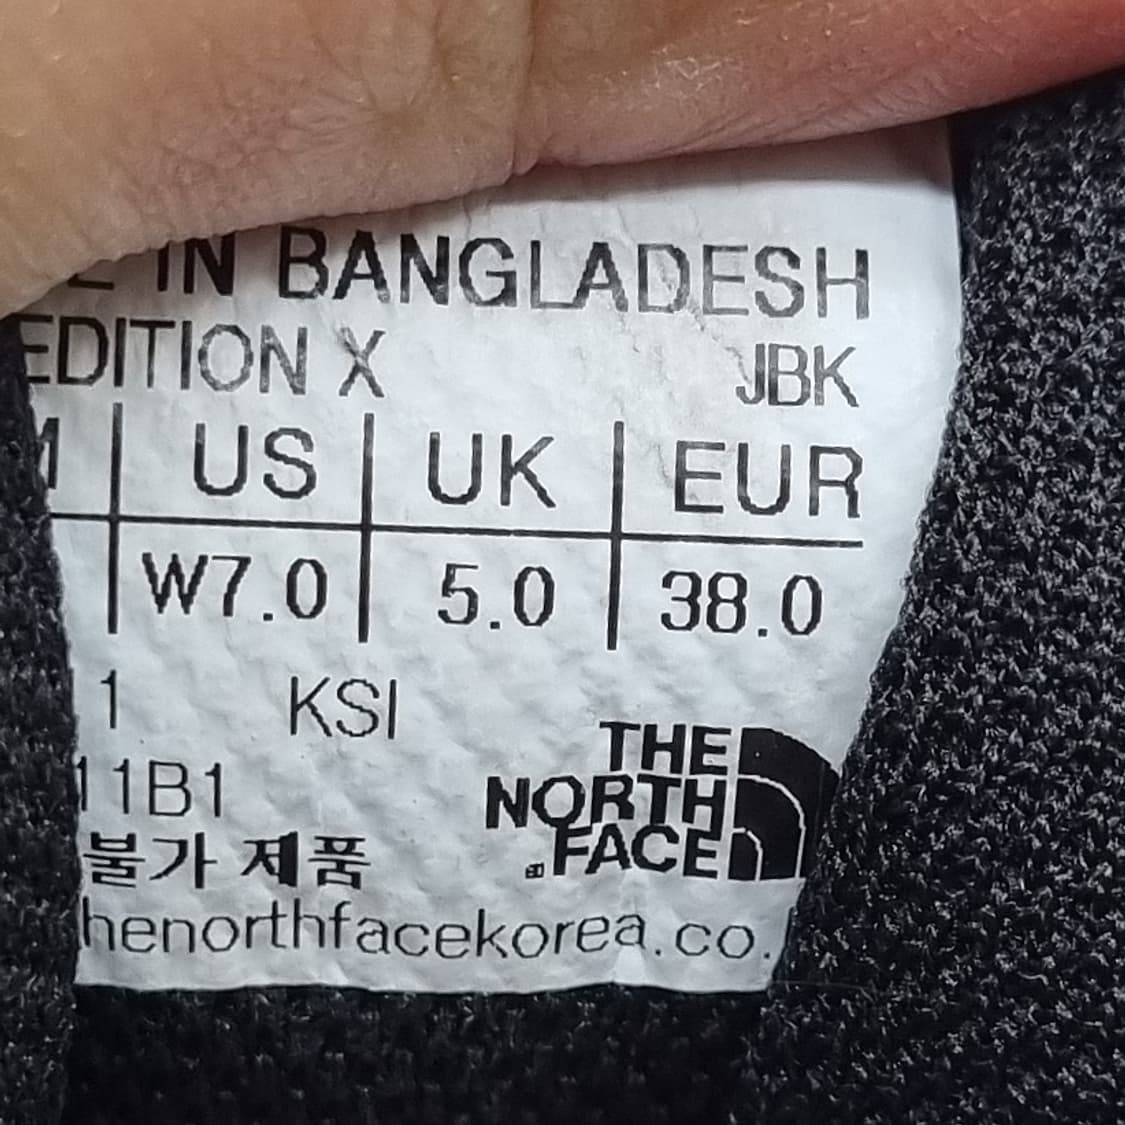 IN BANGLADESH
EDITION X JBK
US UK EUR
W7.0 5.0 38.0
1 KSI
11B1
불가 제품
THE
NORTH
FACE
henorthfacekorea.co.